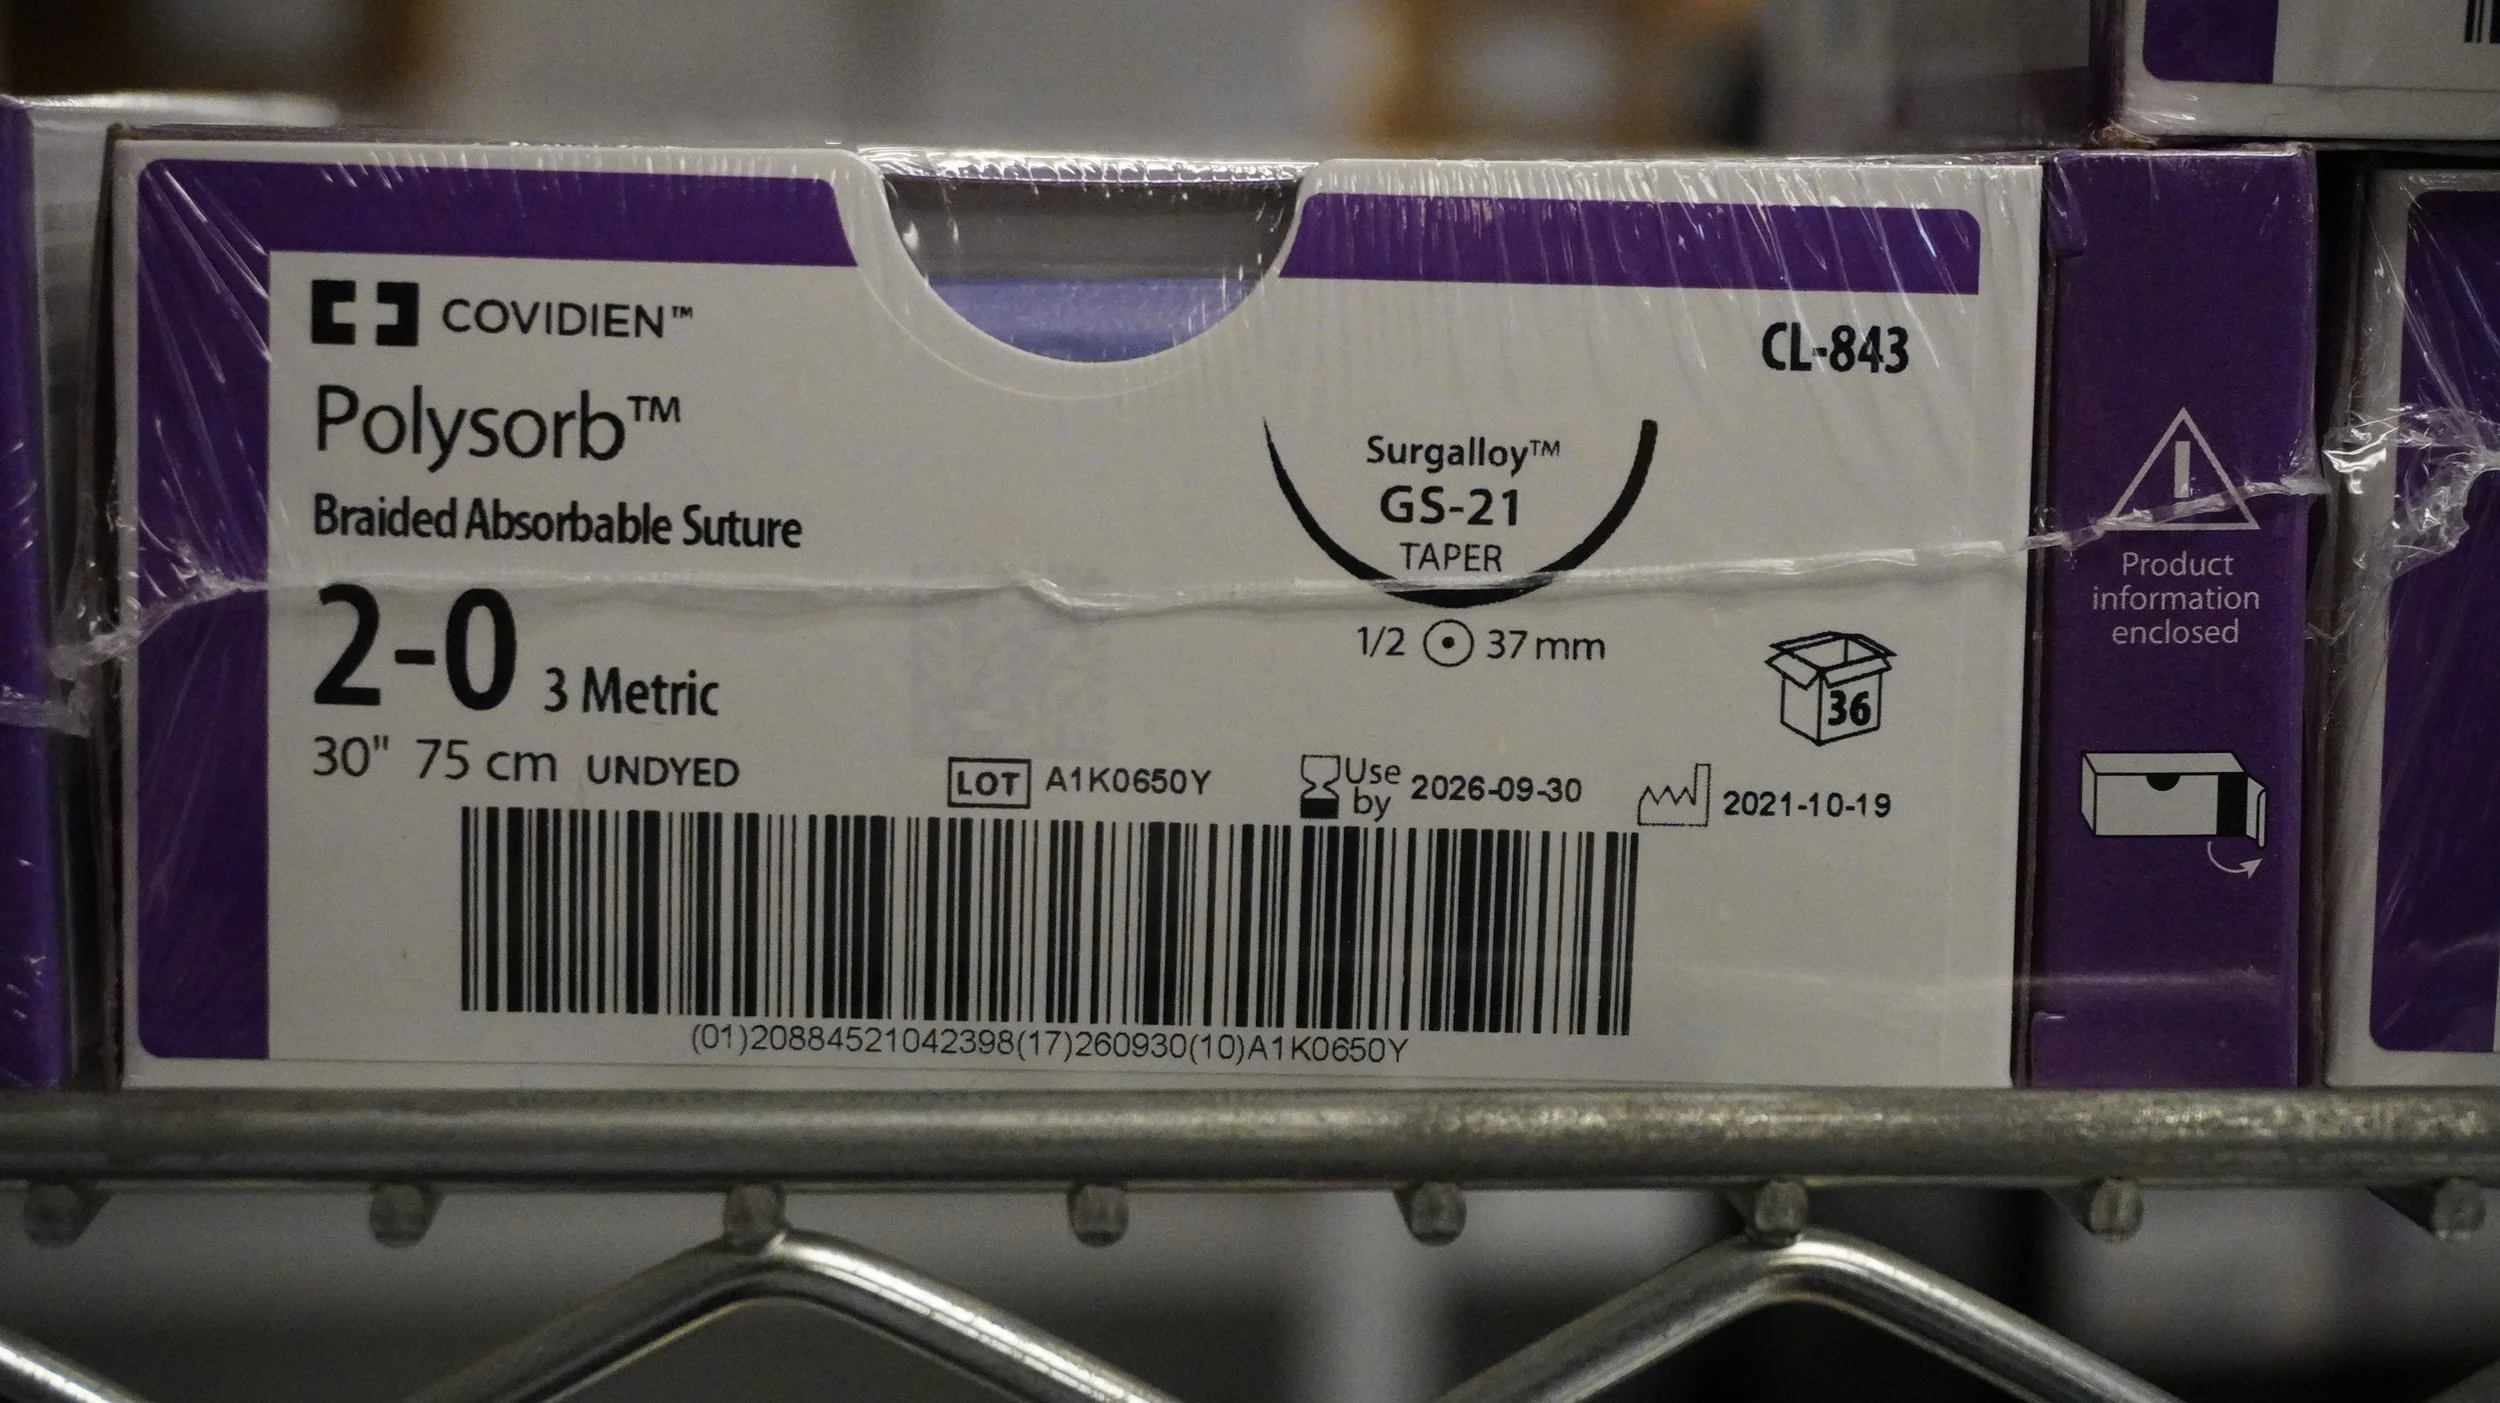 COVIDIEN™
CL-843
Polysorb™
Braided Absorbable Suture
2-0 3 Metric
30" 75 cm UNDYED
Surgalloy™
GS-21
TAPER
1/2 37 mm
36
LOT A1K0650Y
Use by 2026-09-30
2021-10-19
(01)20884521042398(17)260930(10)A1K0650Y
Product
information
enclosed